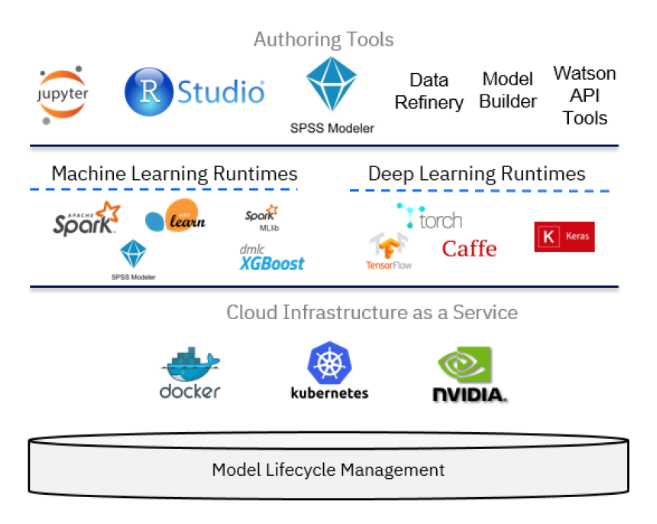 Authoring Tools
jupyter
R Studio
SPSS Modeler
Data
Refinery
Model
Builder
Watson
API
Tools
Machine Learning Runtimes
Deep Learning Runtimes
APACHE
Spark
learn
Spark
MLlib
SPSS Modeler
dmlc
XGBoost
torch
TensorFlow
Caffe
K Keras
Cloud Infrastructure as a Service
docker
kubernetes
NVIDIA.
Model Lifecycle Management